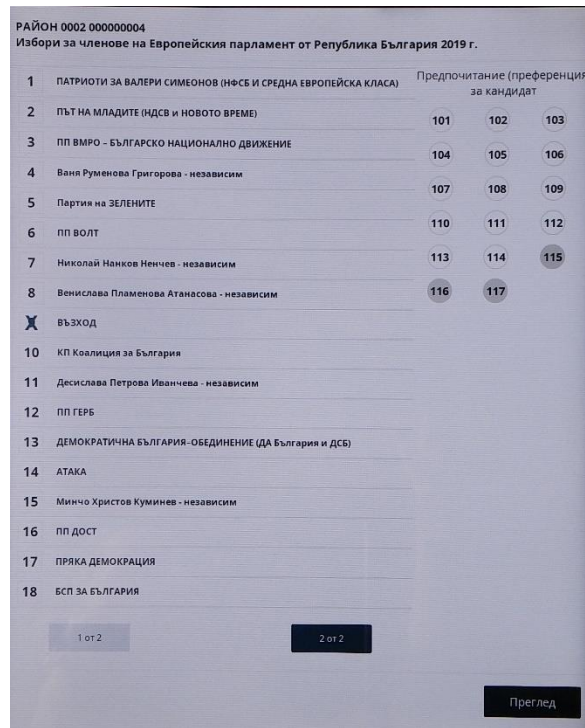 РАЙОН 0002 000000004
Избори за членове на Европейския парламент от Република България 2019 г.
1 ПАТРИОТИ ЗА ВАЛЕРИ СИМЕОНОВ (НФСБ И СРЕДНА ЕВРОПЕЙСКА КЛАСА)
2 ПЪТ НА МЛАДИТЕ (НДСВ и НОВОТО ВРЕМЕ)
3 ПП ВМРО – БЪЛГАРСКО НАЦИОНАЛНО ДВИЖЕНИЕ
4 Ваня Руменова Григорова - независим
5 Партия на ЗЕЛЕНИТЕ
6 ПП ВОЛТ
7 Николай Нанков Ненчев - независим
8 Венислава Пламенова Атанасова - независим
X ВЪЗХОД
10 КП Коалиция за България
11 Десислава Петрова Иванчева - независим
12 ПП ГЕРБ
13 ДЕМОКРАТИЧНА БЪЛГАРИЯ-ОБЕДИНЕНИЕ (ДА България и ДСБ)
14 АТАКА
15 Минчо Христов Куминев - независим
16 ПП ДОСТ
17 ПРЯКА ДЕМОКРАЦИЯ
18 БСП ЗА БЪЛГАРИЯ
Предпочитание (преференция
за кандидат
101 102 103
104 105 106
107 108 109
110 111 112
113 114 115
116 117
1 от 2 2 от 2
Преглед